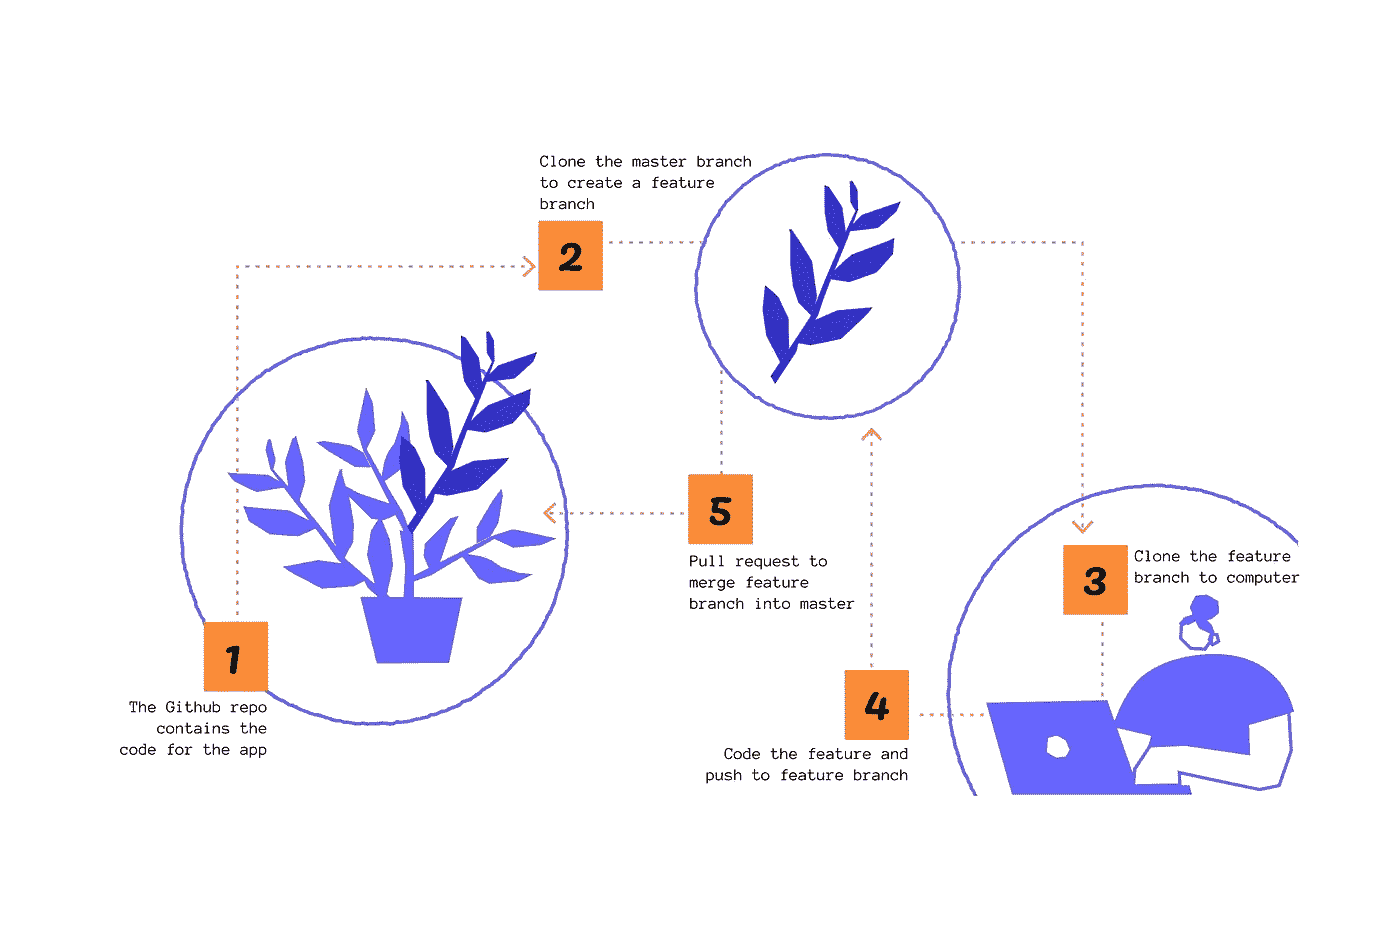 1
The Github repo
contains the
code for the app
Clone the master branch
to create a feature
branch
2
3
Clone the feature
branch to computer
4
Code the feature and
push to feature branch
5
Pull request to
merge feature
branch into master